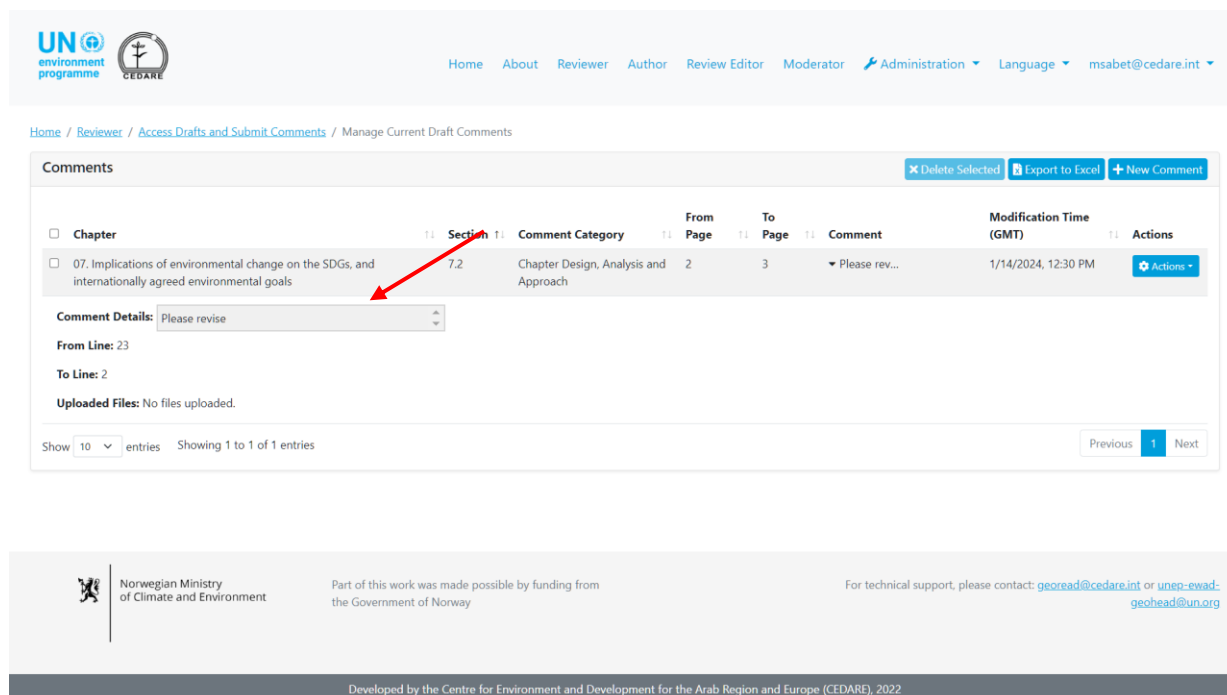 UN
environment
programme
CEDARE
Home About Reviewer Author Review Editor Moderator Administration Language msabet@cedare.int
Home / Reviewer / Access Drafts and Submit Comments / Manage Current Draft Comments
Comments
Delete Selected Export to Excel New Comment
Chapter Section Comment Category From Page To Page Comment Modification Time (GMT) Actions
07. Implications of environmental change on the SDGs, and 7.2 Chapter Design, Analysis and 2 3 Please rev... 1/14/2024, 12:30 PM Actions
internationally agreed environmental goals Approach
Comment Details: Please revise
From Line: 23
To Line: 2
Uploaded Files: No files uploaded.
Show 10 entries Showing 1 to 1 of 1 entries Previous 1 Next
Norwegian Ministry
of Climate and Environment
Part of this work was made possible by funding from
the Government of Norway
For technical support, please contact: georead@cedare.int or unep-ewad-
geohead@un.org
Developed by the Centre for Environment and Development for the Arab Region and Europe (CEDARE), 2022